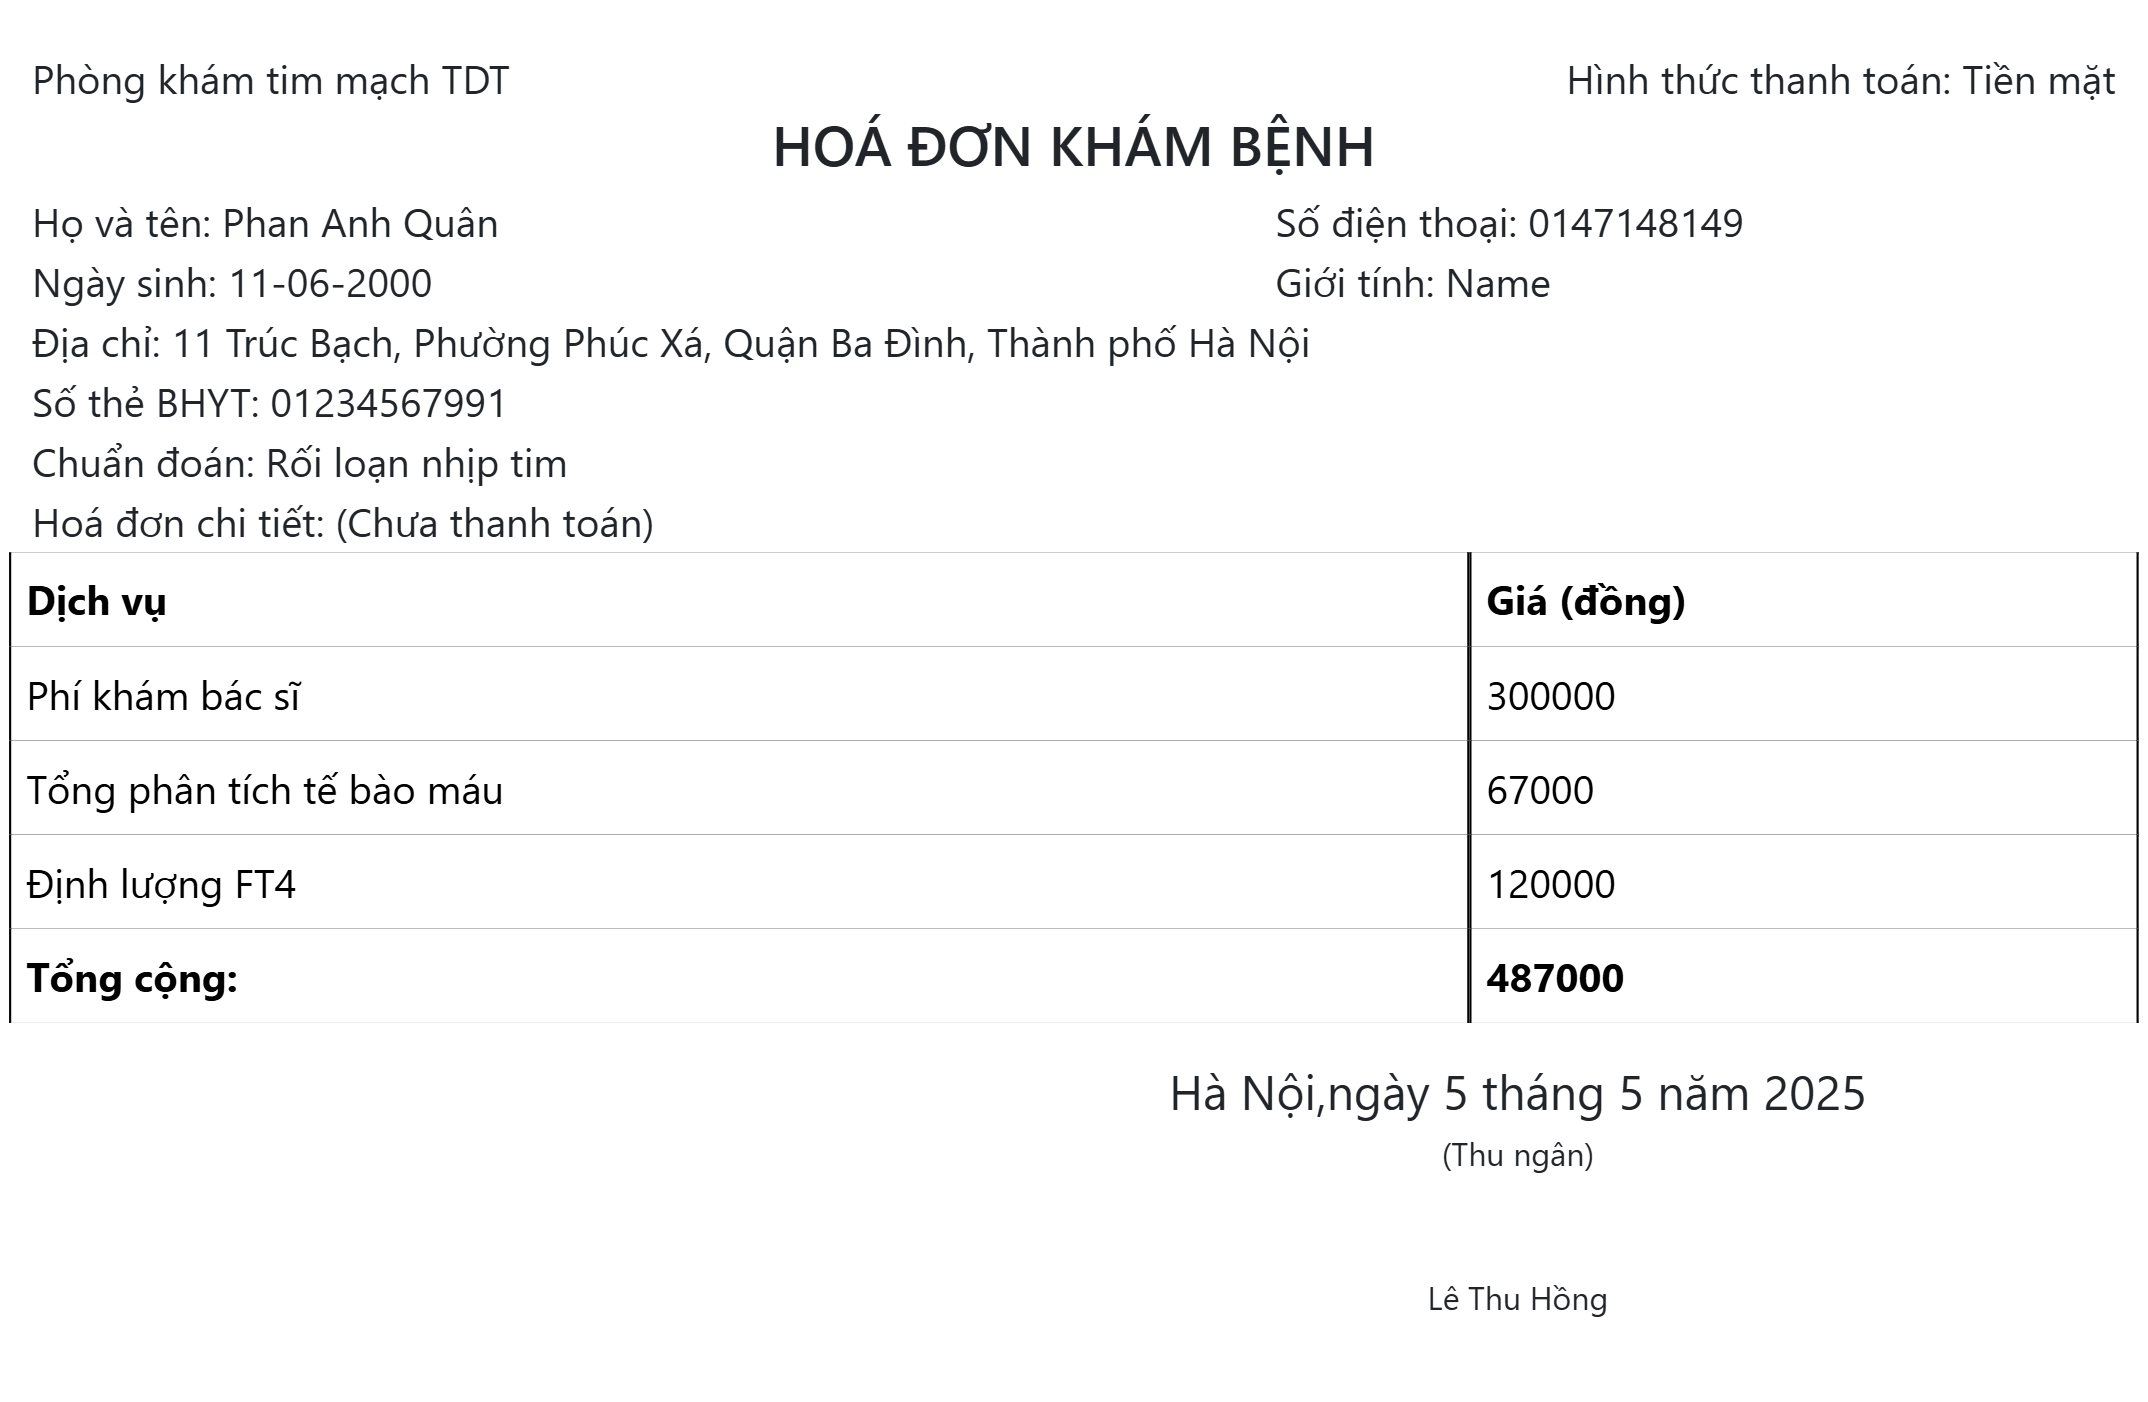 Phòng khám tim mạch TDT
Hình thức thanh toán: Tiền mặt
HOÁ ĐƠN KHÁM BỆNH
Họ và tên: Phan Anh Quân
Số điện thoại: 0147148149
Ngày sinh: 11-06-2000
Giới tính: Name
Địa chỉ: 11 Trúc Bạch, Phường Phúc Xá, Quận Ba Đình, Thành phố Hà Nội
Số thẻ BHYT: 01234567991
Chuẩn đoán: Rối loạn nhịp tim
Hoá đơn chi tiết: (Chưa thanh toán)
Dịch vụ Giá (đồng)
Phí khám bác sĩ 300000
Tổng phân tích tế bào máu 67000
Định lượng FT4 120000
Tổng cộng: 487000
Hà Nội,ngày 5 tháng 5 năm 2025
(Thu ngân)
Lê Thu Hồng